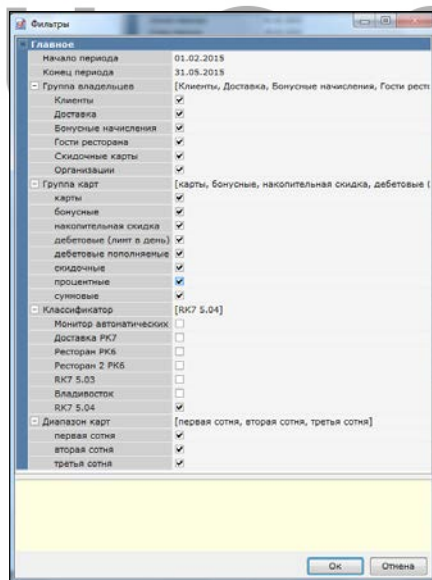 Фильтры
Главное
Начало периода 01.02.2015
Конец периода 31.05.2015
Группа владельцев [Клиенты, Доставка, Бонусные начисления, Гости рест
Клиенты
Доставка
Бонусные начисления
Гости ресторана
Скидочные карты
Организации
Группа карт [карты, бонусные, накопительная скидка, дебетовые (
карты
бонусные
накопительная скидка
дебетовые (лимт в день)
дебетовые пополняемые
скидочные
процентные
суммовые
Классификатор [RK7 5.04]
Монитор автоматических
Доставка РК7
Ресторан РК6
Ресторан 2 РК6
RK7 5.03
Владивосток
RK7 5.04
Диапазон карт [первая сотня, вторая сотня, третья сотня]
первая сотня
вторая сотня
третья сотня
Ок Отмена